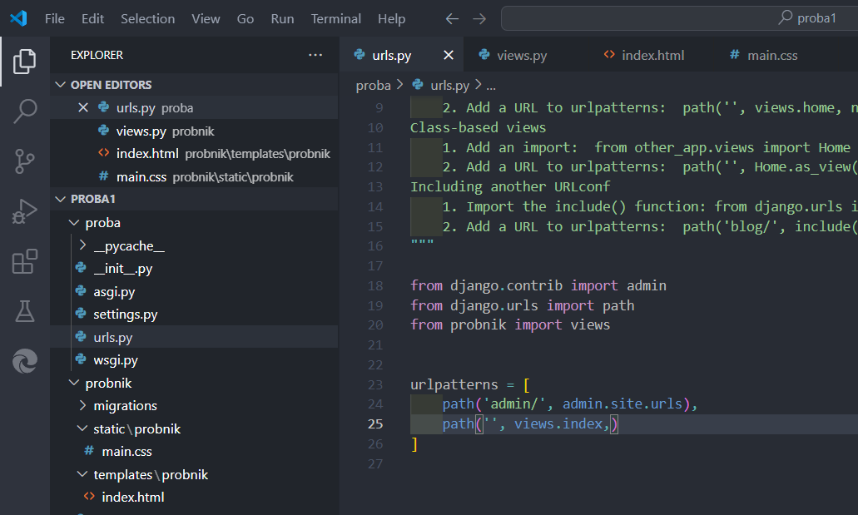 File Edit Selection View Go Run Terminal Help
proba1
EXPLORER
OPEN EDITORS
urls.py proba
views.py probnik
index.html probnik\templates\probnik
main.css probnik\static\probnik
PROBA1
proba
__pycache__
__init__.py
asgi.py
settings.py
urls.py
wsgi.py
probnik
migrations
static\probnik
main.css
templates\probnik
index.html
urls.py views.py index.html main.css
proba > urls.py > ...
9 2. Add a URL to urlpatterns:  path('', views.home, n
10 Class-based views
11 1. Add an import:  from other_app.views import Home
12 2. Add a URL to urlpatterns:  path('', Home.as_view(
13 Including another URLconf
14 1. Import the include() function: from django.urls i
15 2. Add a URL to urlpatterns:  path('blog/', include(
16 """
17
18 from django.contrib import admin
19 from django.urls import path
20 from probnik import views
21
22
23 urlpatterns = [
24 path('admin/', admin.site.urls),
25 path('', views.index,)
26 ]
27